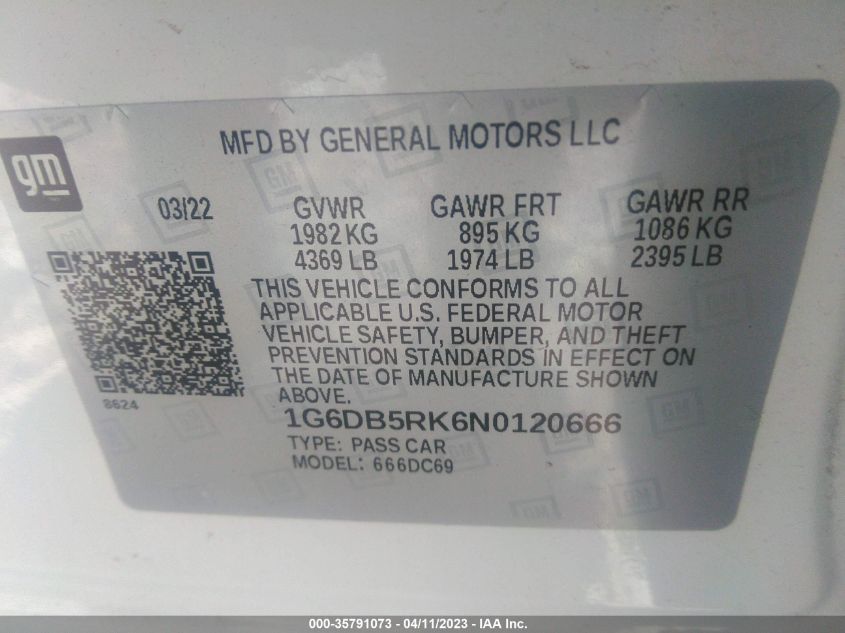 MFD BY GENERAL MOTORS LLC
gm
03/22 GVWR GAWR FRT GAWR RR
1982 KG 895 KG 1086 KG
4369 LB 1974 LB 2395 LB
THIS VEHICLE CONFORMS TO ALL
APPLICABLE U.S. FEDERAL MOTOR
VEHICLE SAFETY, BUMPER, AND THEFT
PREVENTION STANDARDS IN EFFECT ON
THE DATE OF MANUFACTURE SHOWN
ABOVE.
8624
1G6DB5RK6N0120666
TYPE: PASS CAR
MODEL: 666DC69
000-35791073 - 04/11/2023 - IAA Inc.